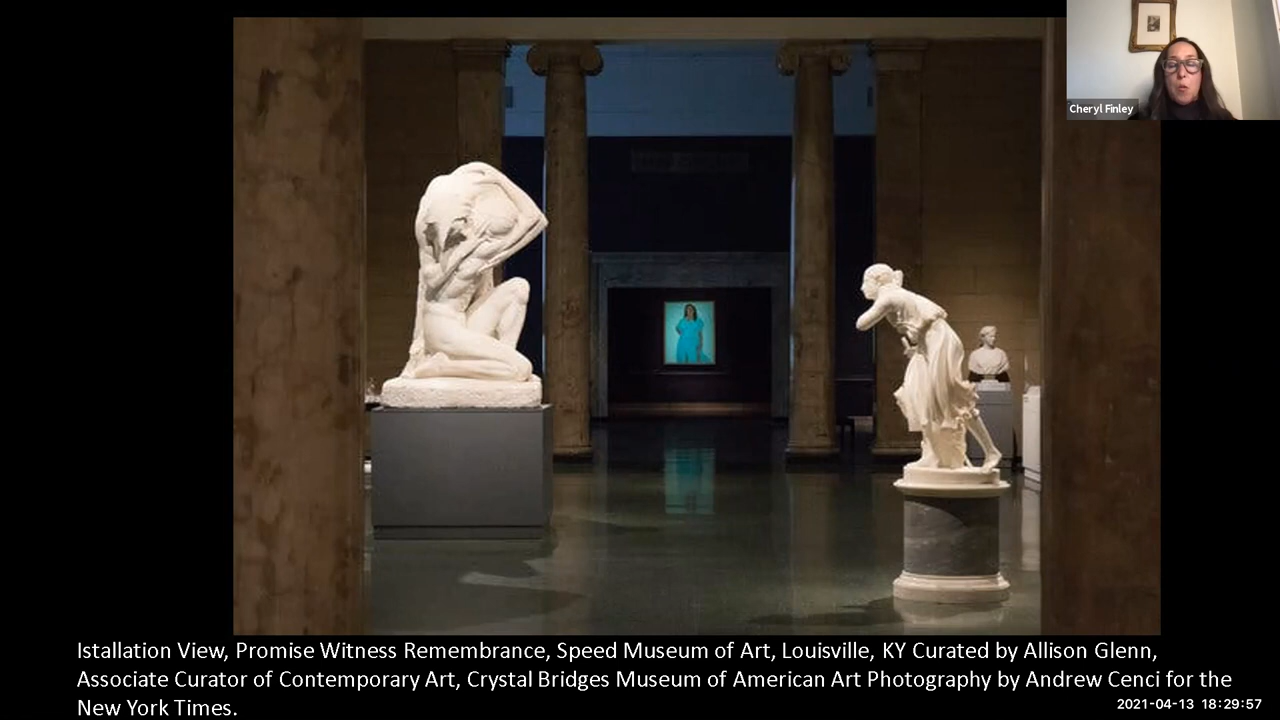 Cheryl Finley
Istallation View, Promise Witness Remembrance, Speed Museum of Art, Louisville, KY Curated by Allison Glenn,
Associate Curator of Contemporary Art, Crystal Bridges Museum of American Art Photography by Andrew Cenci for the
New York Times.
2021-04-13 18:29:57